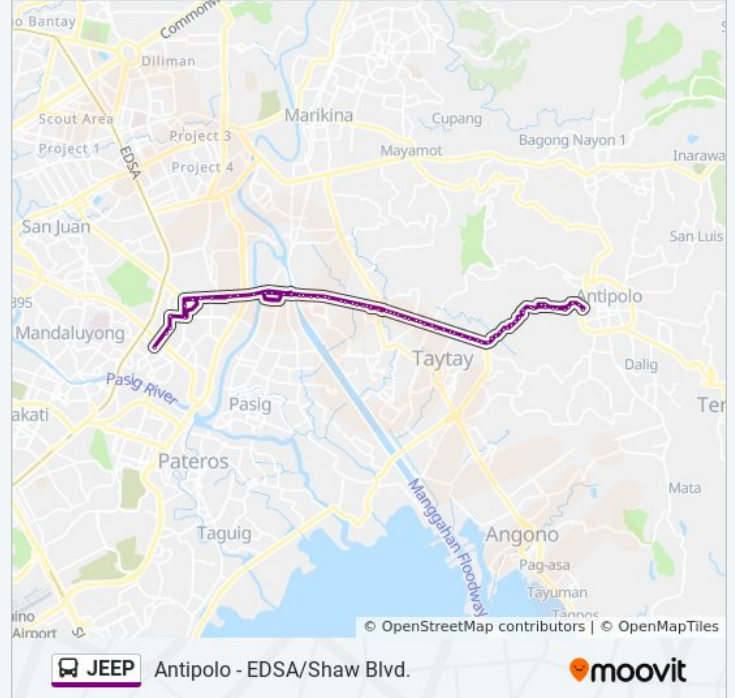 o Bantay
Commonw
Diliman
Scout Area
Marikina
Cupang
EDSA
Project 3
Bagong Nayon 1
Project 1
Mayamot
Inarawa
Project 4
San Juan
San Luis
895
Antipolo
Mandaluyong
Taytay
Dalig
Pasig River
Ter
akati
Pasig
Pateros
Mata
Manggahan Floodway
Taguig
Angono
Pag-asa
Tayuman
Tagpos
Airport
© OpenStreetMap contributors | © OpenMapTiles
JEEP Antipolo - EDSA/Shaw Blvd.
moovit